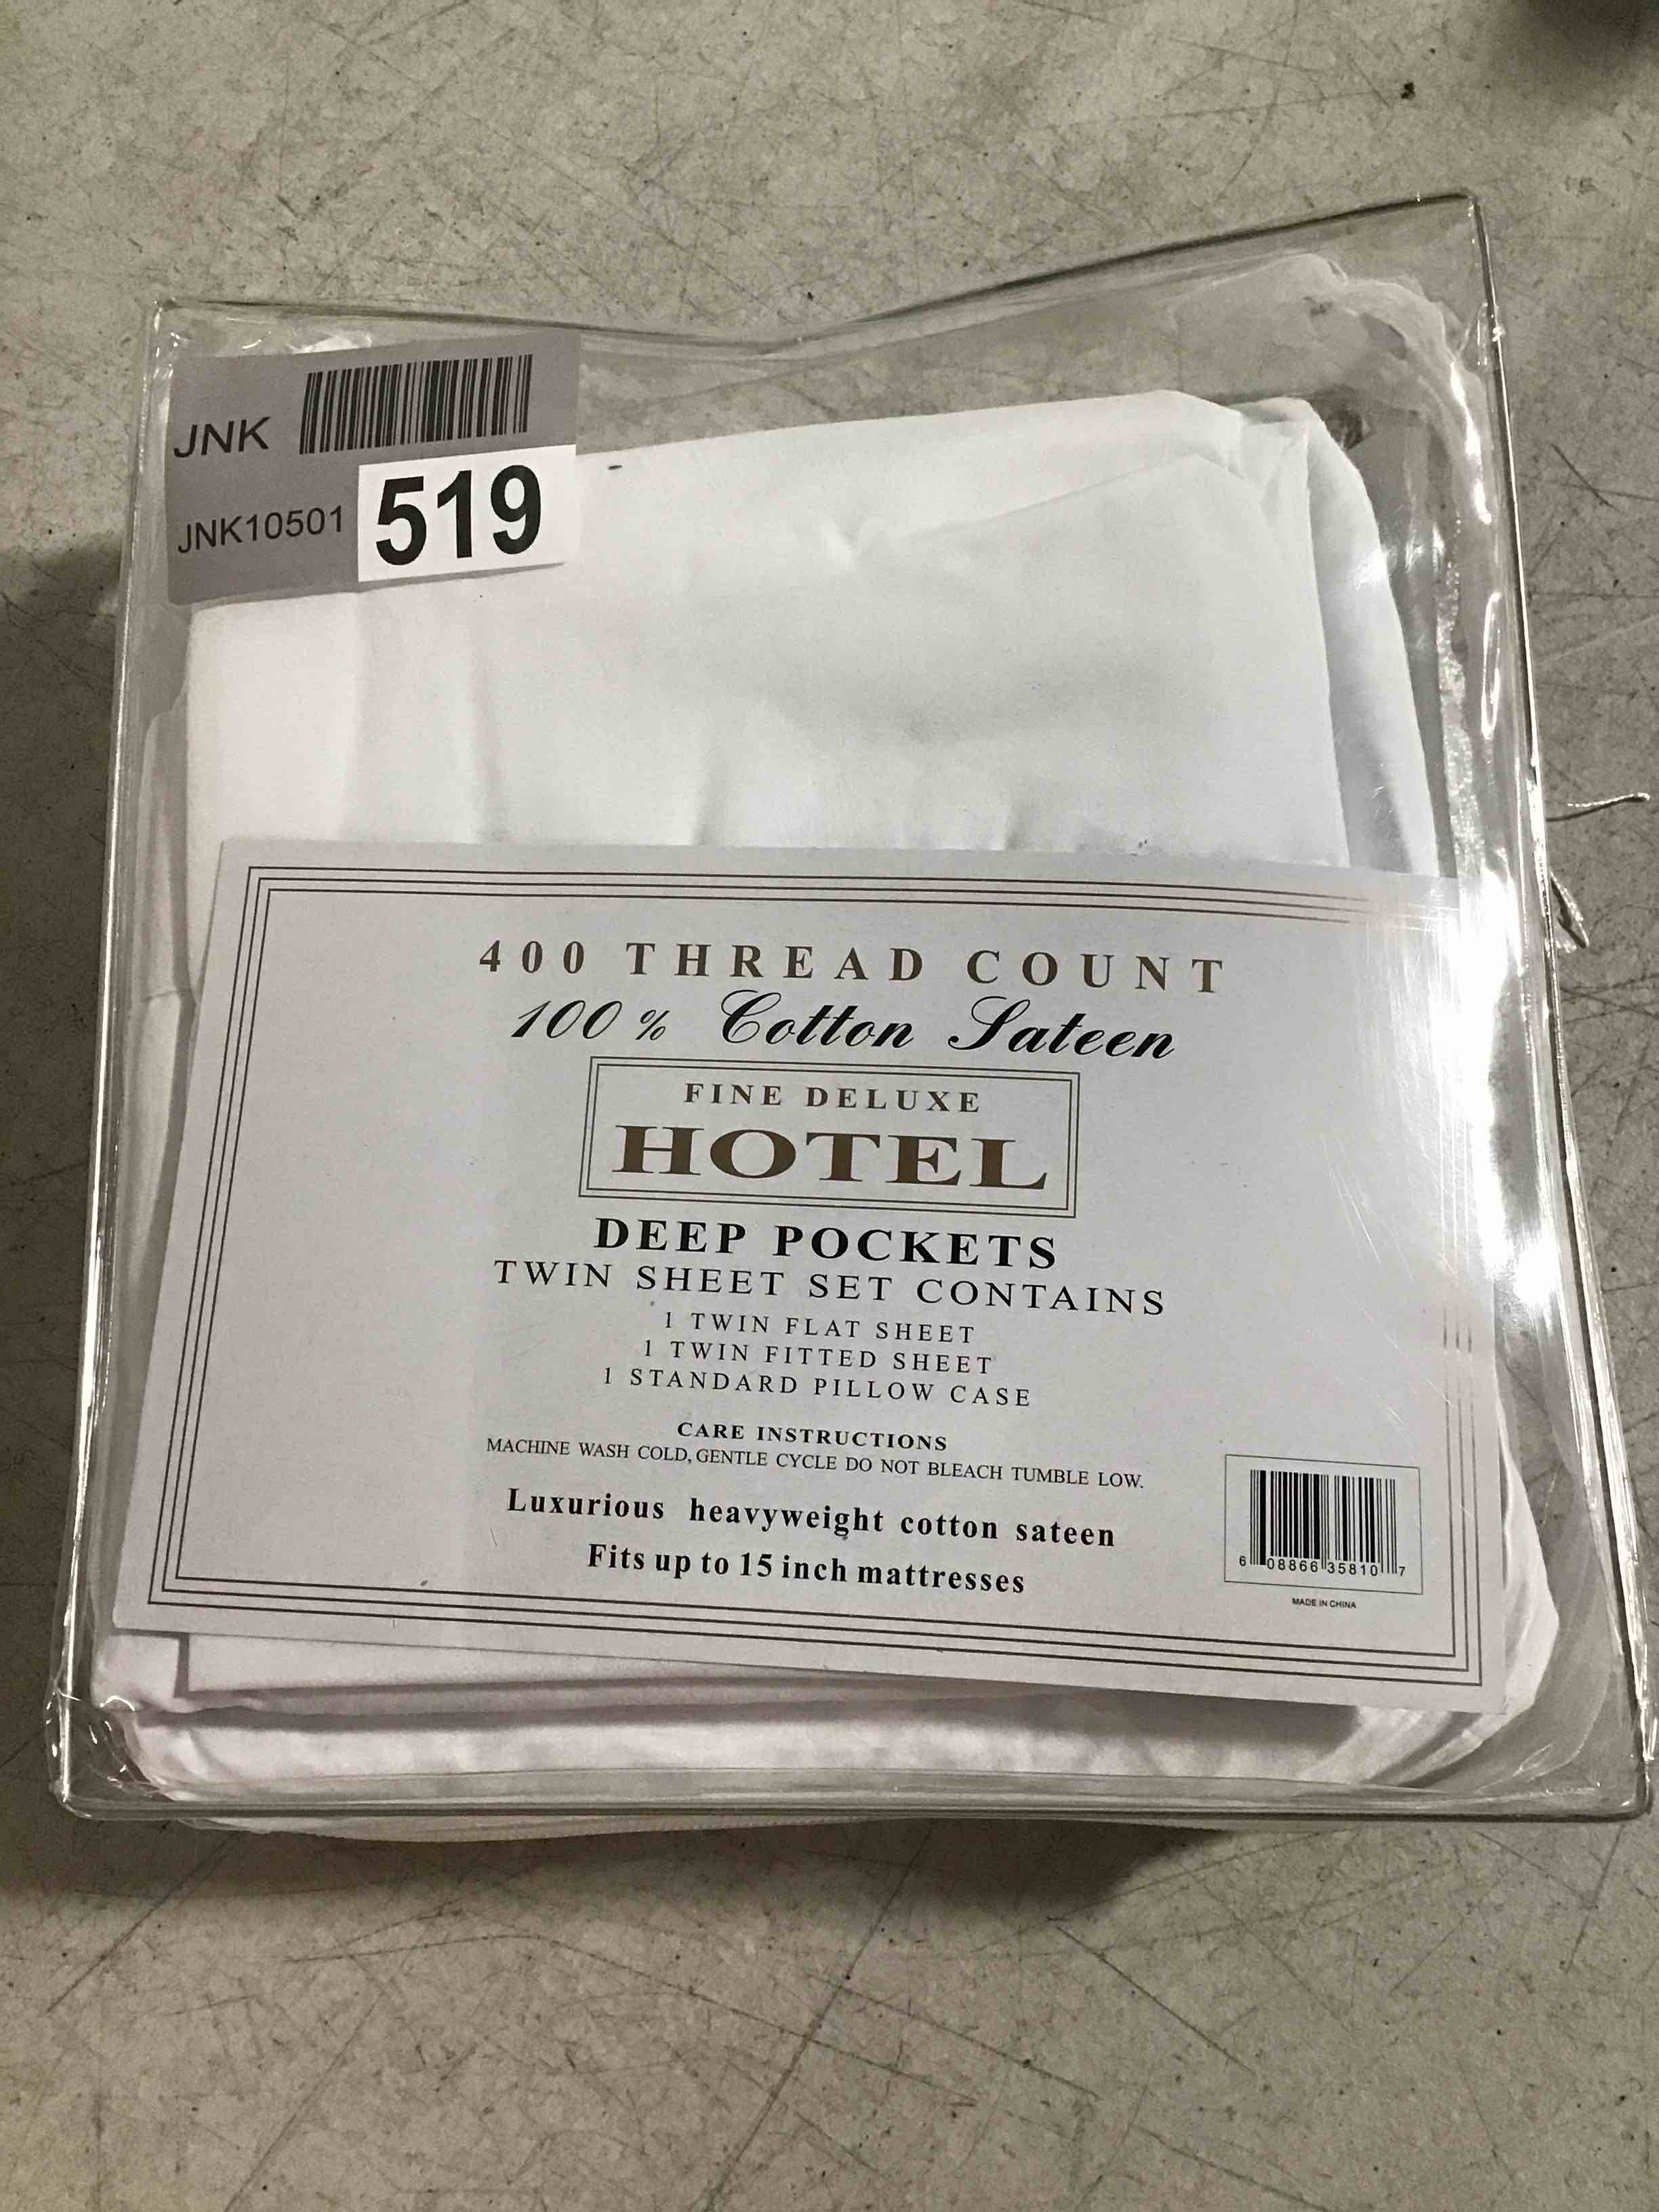 JNK
JNK10501
519
400 THREAD COUNT
100 % Cotton Sateen
FINE DELUXE
HOTEL
DEEP POCKETS
TWIN SHEET SET CONTAINS
1 TWIN FLAT SHEET
1 TWIN FITTED SHEET
1 STANDARD PILLOW CASE
CARE INSTRUCTIONS
MACHINE WASH COLD, GENTLE CYCLE DO NOT BLEACH TUMBLE LOW.
Luxurious heavyweight cotton sateen
Fits up to 15 inch mattresses
6 08866 35810 7
MADE IN CHINA